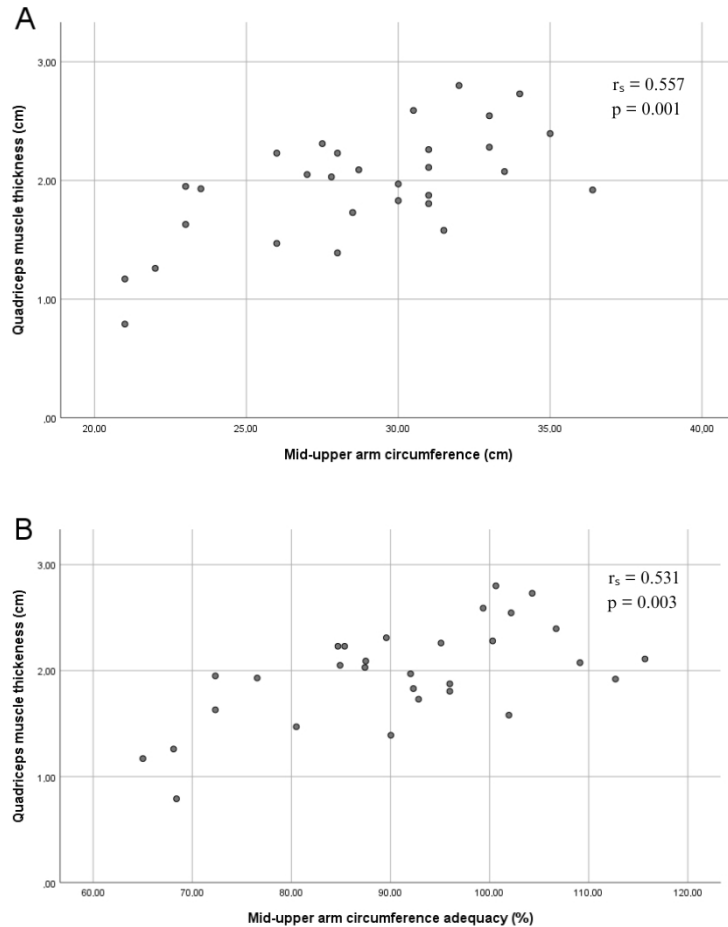 A
3,00
2,00
1,00
,00
Quadriceps muscle thickness (cm)
rs = 0.557
p = 0.001
20,00 25,00 30,00 35,00 40,00
Mid-upper arm circumference (cm)
B
3,00
2,00
1,00
,00
Quadriceps muscle thickeness (cm)
rs = 0.531
p = 0.003
60,00 70,00 80,00 90,00 100,00 110,00 120,00
Mid-upper arm circumference adequacy (%)